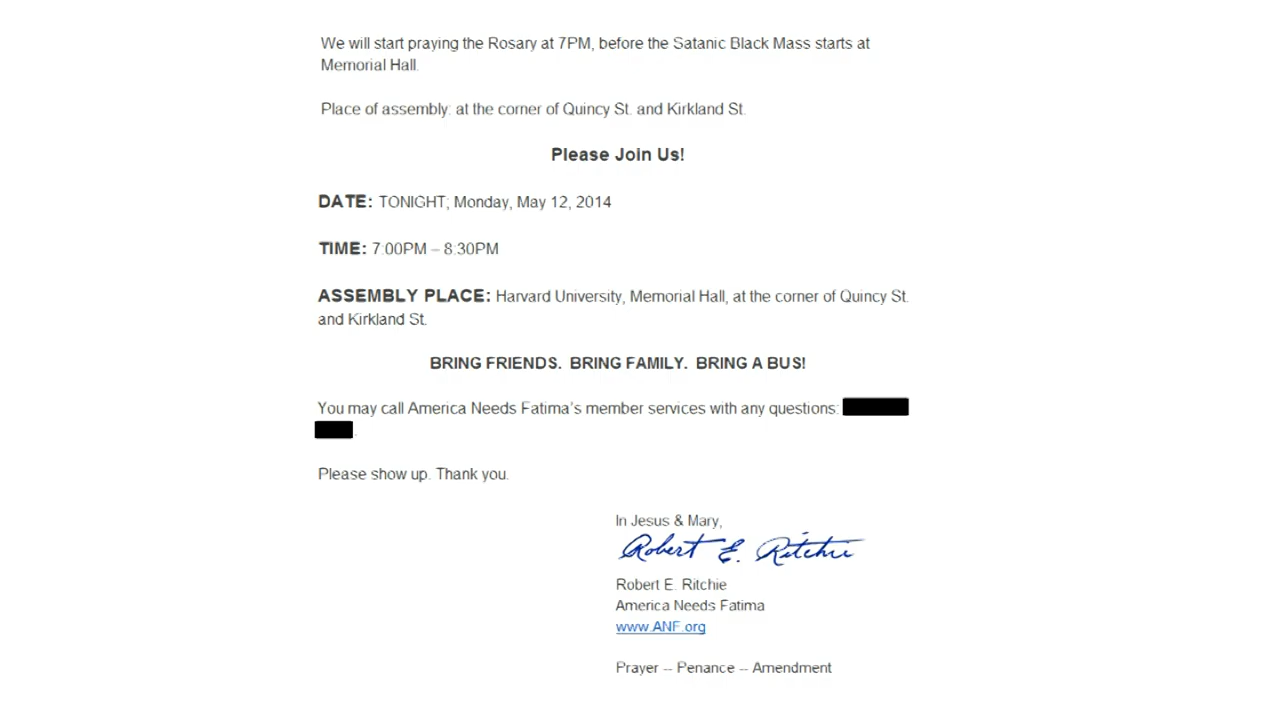 We will start praying the Rosary at 7PM, before the Satanic Black Mass starts at
Memorial Hall.
Place of assembly: at the corner of Quincy St. and Kirkland St.
Please Join Us!
DATE: TONIGHT; Monday, May 12, 2014
TIME: 7:00PM – 8:30PM
ASSEMBLY PLACE: Harvard University, Memorial Hall, at the corner of Quincy St.
and Kirkland St.
BRING FRIENDS. BRING FAMILY. BRING A BUS!
You may call America Needs Fatima's member services with any questions:
.
Please show up. Thank you.
In Jesus & Mary,
Robert E. Ritchie
Robert E. Ritchie
America Needs Fatima
www.ANF.org
Prayer -- Penance -- Amendment